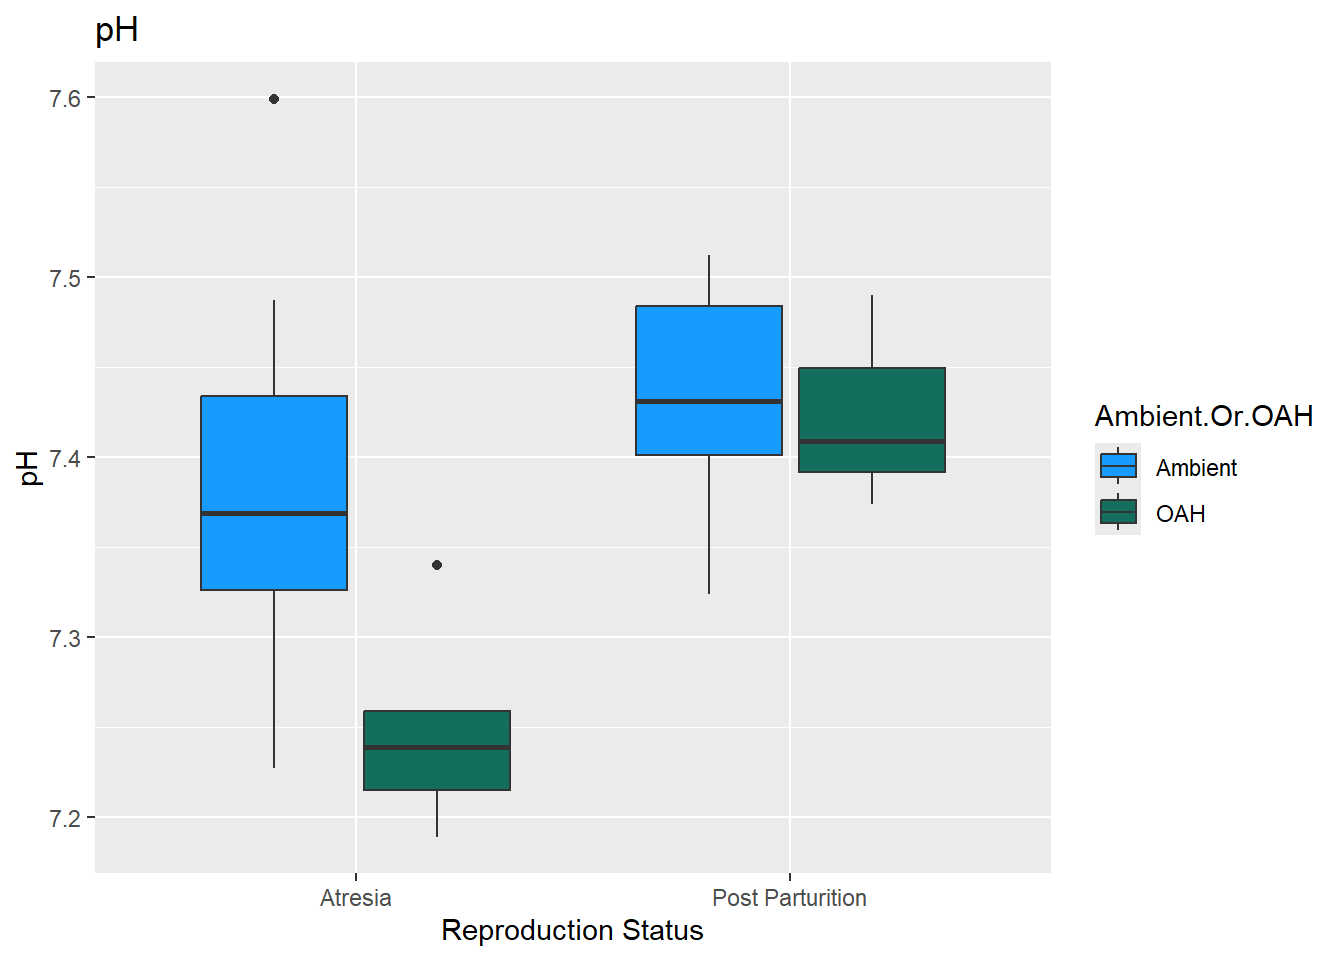 pH
7.6
7.5
7.4
7.3
7.2
pH
Atresia
Post Parturition
Reproduction Status
Ambient.Or.OAH
Ambient
OAH